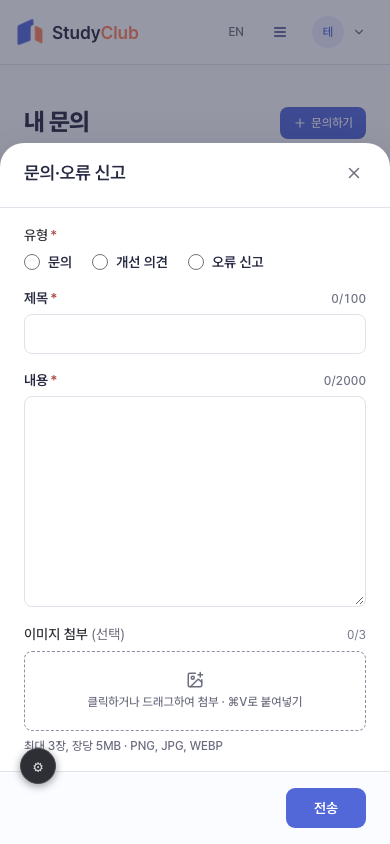 StudyClub
EN
테
내 문의
문의하기
문의·오류 신고
유형 *
문의
개선 의견
오류 신고
제목 *
0/100
내용 *
0/2000
이미지 첨부 (선택)
0/3
클릭하거나 드래그하여 첨부 · ⌘V로 붙여넣기
최대 3장, 장당 5MB · PNG, JPG, WEBP
전송